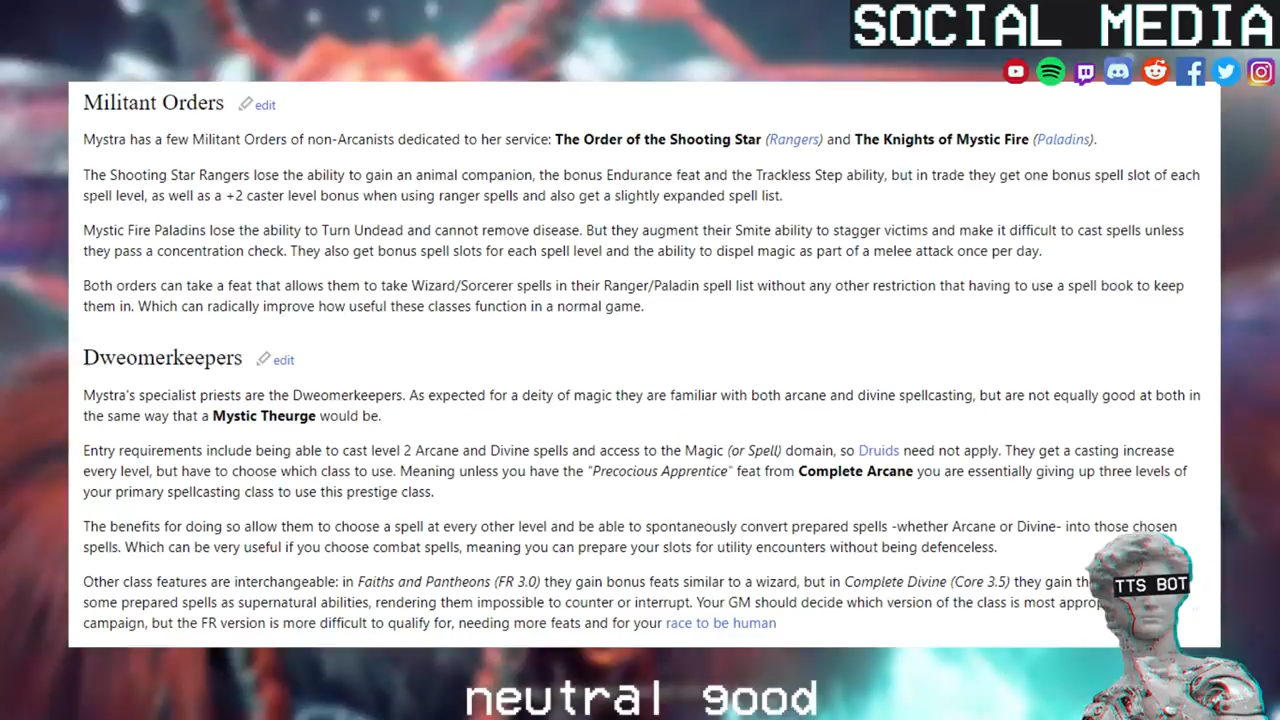 SOCIAL MEDIA
Militant Orders edit
Mystra has a few Militant Orders of non-Arcanists dedicated to her service: The Order of the Shooting Star (Rangers) and The Knights of Mystic Fire (Paladins).
The Shooting Star Rangers lose the ability to gain an animal companion, the bonus Endurance feat and the Trackless Step ability, but in trade they get one bonus spell slot of each
spell level, as well as a +2 caster level bonus when using ranger spells and also get a slightly expanded spell list.
Mystic Fire Paladins lose the ability to Turn Undead and cannot remove disease. But they augment their Smite ability to stagger victims and make it difficult to cast spells unless
they pass a concentration check. They also get bonus spell slots for each spell level and the ability to dispel magic as part of a melee attack once per day.
Both orders can take a feat that allows them to take Wizard/Sorcerer spells in their Ranger/Paladin spell list without any other restriction that having to use a spell book to keep
them in. Which can radically improve how useful these classes function in a normal game.
Dweomerkeepers edit
Mystra's specialist priests are the Dweomerkeepers. As expected for a deity of magic they are familiar with both arcane and divine spellcasting, but are not equally good at both in
the same way that a Mystic Theurge would be.
Entry requirements include being able to cast level 2 Arcane and Divine spells and access to the Magic (or Spell) domain, so Druids need not apply. They get a casting increase
every level, but have to choose which class to use. Meaning unless you have the "Precocious Apprentice" feat from Complete Arcane you are essentially giving up three levels of
your primary spellcasting class to use this prestige class.
The benefits for doing so allow them to choose a spell at every other level and be able to spontaneously convert prepared spells -whether Arcane or Divine- into those chosen
spells. Which can be very useful if you choose combat spells, meaning you can prepare your slots for utility encounters without being defenceless.
Other class features are interchangeable: in Faiths and Pantheons (FR 3.0) they gain bonus feats similar to a wizard, but in Complete Divine (Core 3.5) they gain
some prepared spells as supernatural abilities, rendering them impossible to counter or interrupt. Your GM should decide which version of the class is most
campaign, but the FR version is more difficult to qualify for, needing more feats and for your race to be human
TTS BOT
neutral good